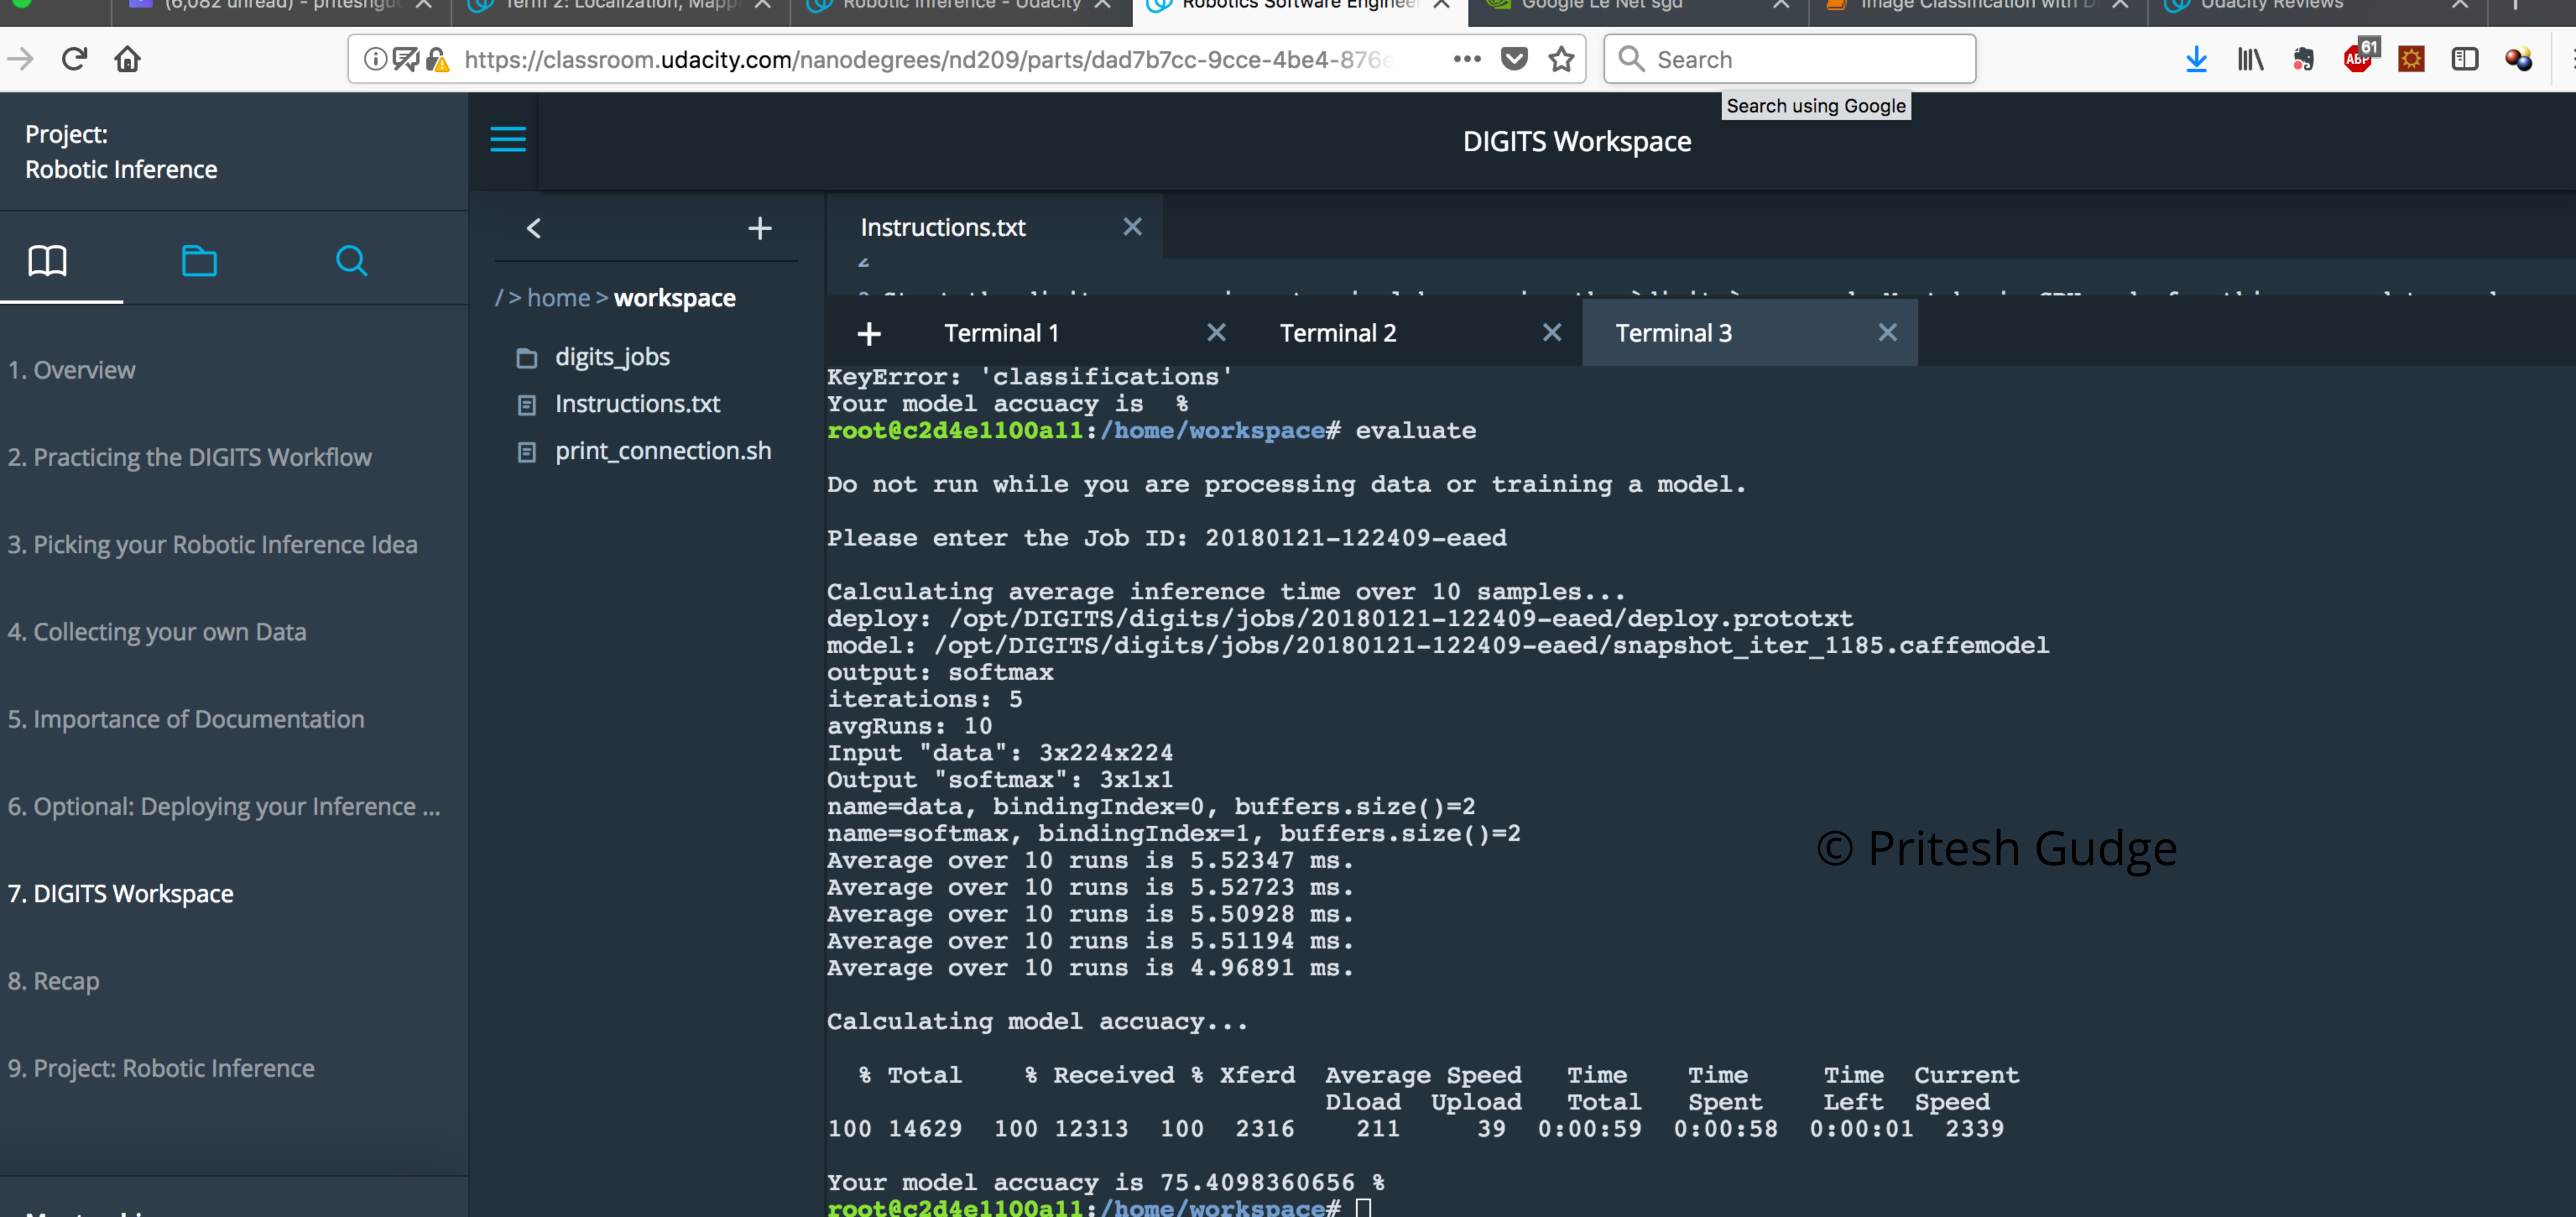 (6,082 unread) - priteshgu
Term 2: Localization, Mapp
Robotic Inference - Udacity
Robotics Software Engineer
Google Le Net sgd
Image Classification with D
Udacity Reviews
https://classroom.udacity.com/nanodegrees/nd209/parts/dad7b7cc-9cce-4be4-876e
Search
ABP
61
Search using Google
Project:
Robotic Inference
DIGITS Workspace
1. Overview
2. Practicing the DIGITS Workflow
3. Picking your Robotic Inference Idea
4. Collecting your own Data
5. Importance of Documentation
6. Optional: Deploying your Inference ...
7. DIGITS Workspace
8. Recap
9. Project: Robotic Inference
/ > home > workspace
digits_jobs
Instructions.txt
print_connection.sh
Instructions.txt
2
Terminal 1
Terminal 2
Terminal 3
KeyError: 'classifications'
Your model accuacy is  %
root@c2d4e1100a11:/home/workspace# evaluate
Do not run while you are processing data or training a model.
Please enter the Job ID: 20180121-122409-eaed
Calculating average inference time over 10 samples...
deploy: /opt/DIGITS/digits/jobs/20180121-122409-eaed/deploy.prototxt
model: /opt/DIGITS/digits/jobs/20180121-122409-eaed/snapshot_iter_1185.caffemodel
output: softmax
iterations: 5
avgRuns: 10
Input "data": 3x224x224
Output "softmax": 3x1x1
name=data, bindingIndex=0, buffers.size()=2
name=softmax, bindingIndex=1, buffers.size()=2
Average over 10 runs is 5.52347 ms.
Average over 10 runs is 5.52723 ms.
Average over 10 runs is 5.50928 ms.
Average over 10 runs is 5.51194 ms.
Average over 10 runs is 4.96891 ms.
Calculating model accuacy...
% Total % Received % Xferd Average Speed Time Time Time Current
Dload Upload Total Spent Left Speed
100 14629 100 12313 100 2316 211 39 0:00:59 0:00:58 0:00:01 2339
Your model accuacy is 75.4098360656 %
root@c2d4e1100a11:/home/workspace#
© Pritesh Gudge